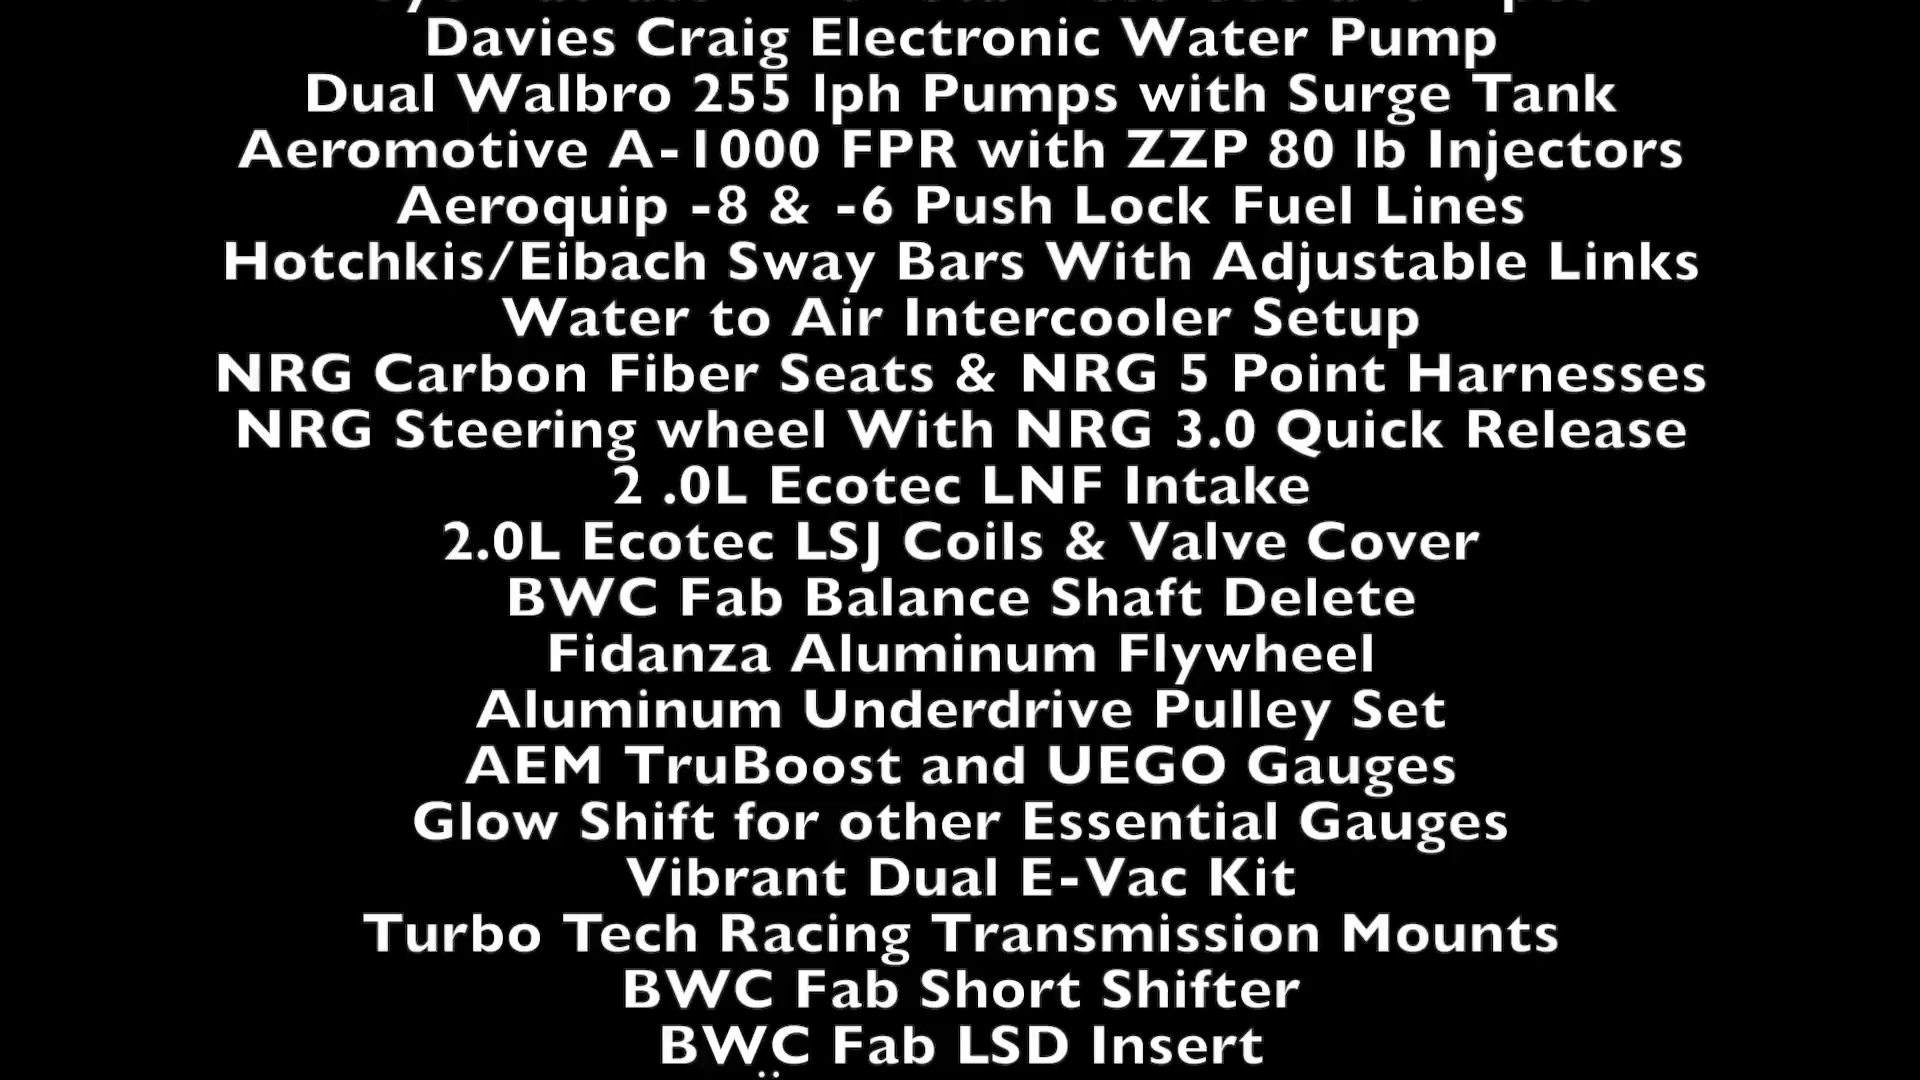 Davies Craig Electronic Water Pump
Dual Walbro 255 lph Pumps with Surge Tank
Aeromotive A-1000 FPR with ZZP 80 lb Injectors
Aeroquip -8 & -6 Push Lock Fuel Lines
Hotchkis/Eibach Sway Bars With Adjustable Links
Water to Air Intercooler Setup
NRG Carbon Fiber Seats & NRG 5 Point Harnesses
NRG Steering wheel With NRG 3.0 Quick Release
2 .0L Ecotec LNF Intake
2.0L Ecotec LSJ Coils & Valve Cover
BWC Fab Balance Shaft Delete
Fidanza Aluminum Flywheel
Aluminum Underdrive Pulley Set
AEM TruBoost and UEGO Gauges
Glow Shift for other Essential Gauges
Vibrant Dual E-Vac Kit
Turbo Tech Racing Transmission Mounts
BWC Fab Short Shifter
BWC Fab LSD Insert